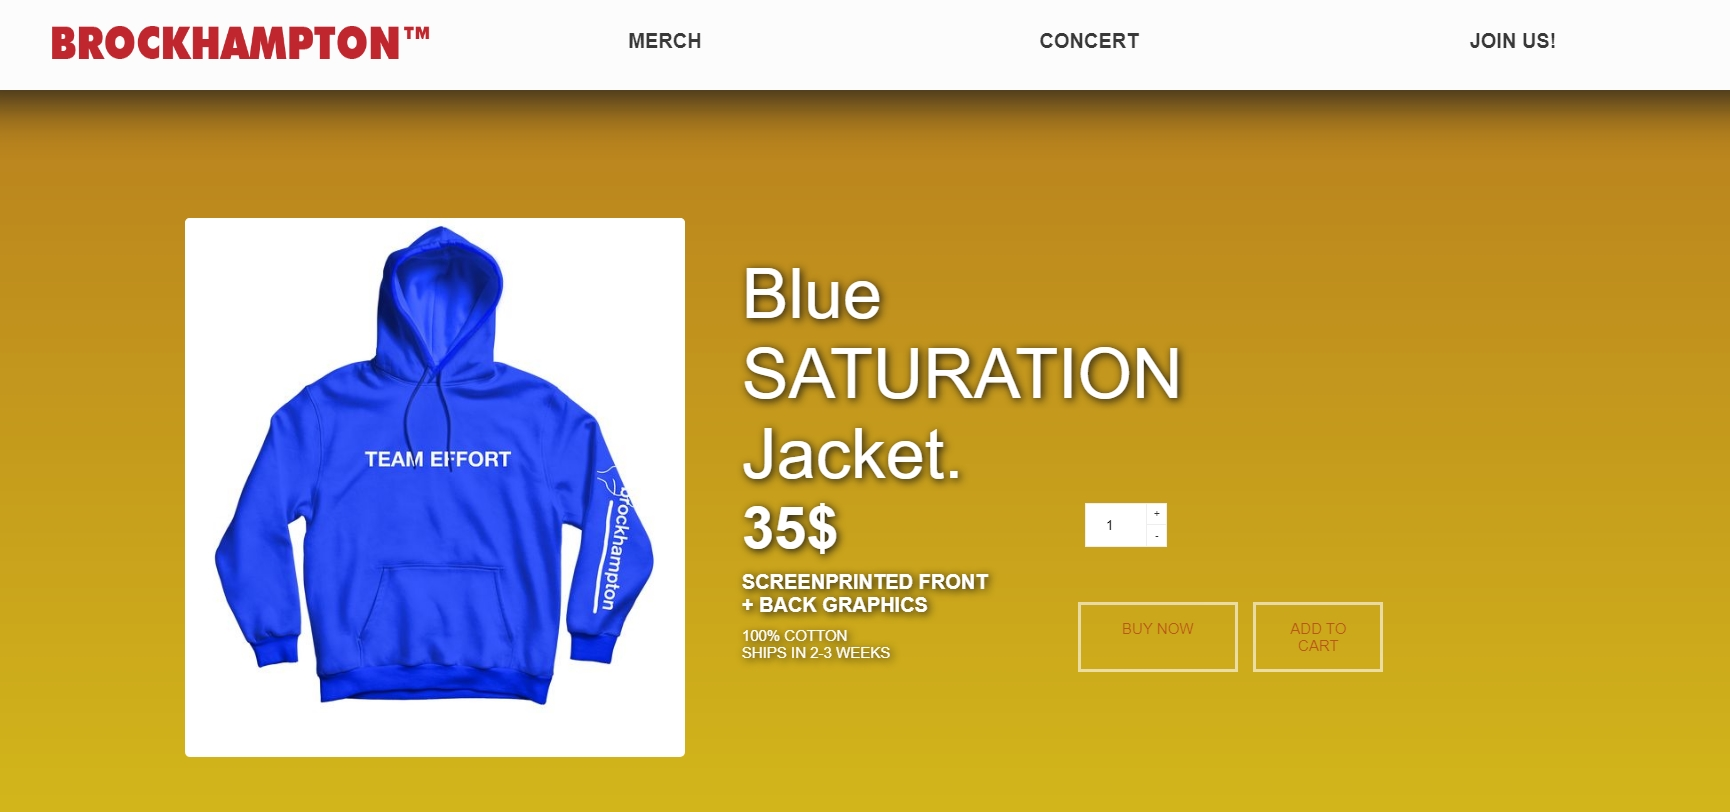 BROCKHAMPTON™
MERCH
CONCERT
JOIN US!
TEAM EFFORT
brockhampton
Blue
SATURATION
Jacket.
35$
1
+
-
SCREENPRINTED FRONT
+ BACK GRAPHICS
100% COTTON
SHIPS IN 2-3 WEEKS
BUY NOW
ADD TO
CART